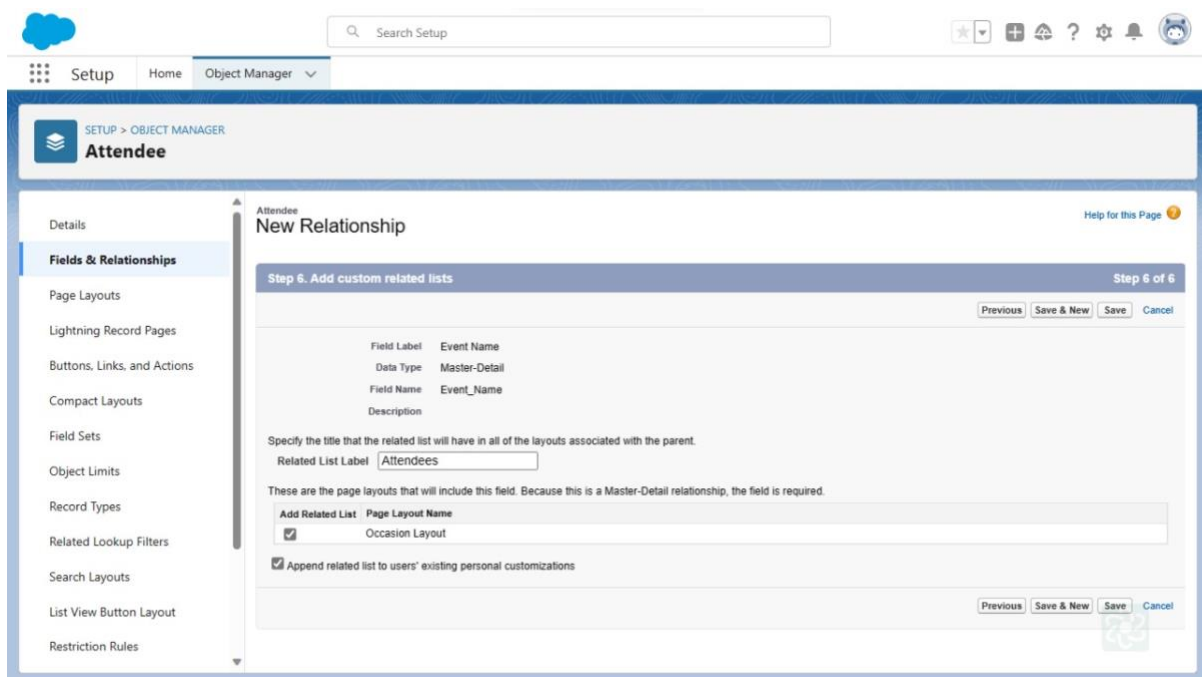 Search Setup
?
Setup
Home
Object Manager
SETUP > OBJECT MANAGER
Attendee
Details
Fields & Relationships
Page Layouts
Lightning Record Pages
Buttons, Links, and Actions
Compact Layouts
Field Sets
Object Limits
Record Types
Related Lookup Filters
Search Layouts
List View Button Layout
Restriction Rules
Attendee
New Relationship
Help for this Page ?
Step 6. Add custom related lists Step 6 of 6
Previous Save & New Save Cancel
Field Label Event Name
Data Type Master-Detail
Field Name Event_Name
Description
Specify the title that the related list will have in all of the layouts associated with the parent.
Related List Label Attendees
These are the page layouts that will include this field. Because this is a Master-Detail relationship, the field is required.
Add Related List Page Layout Name
Occasion Layout
Append related list to users' existing personal customizations
Previous Save & New Save Cancel